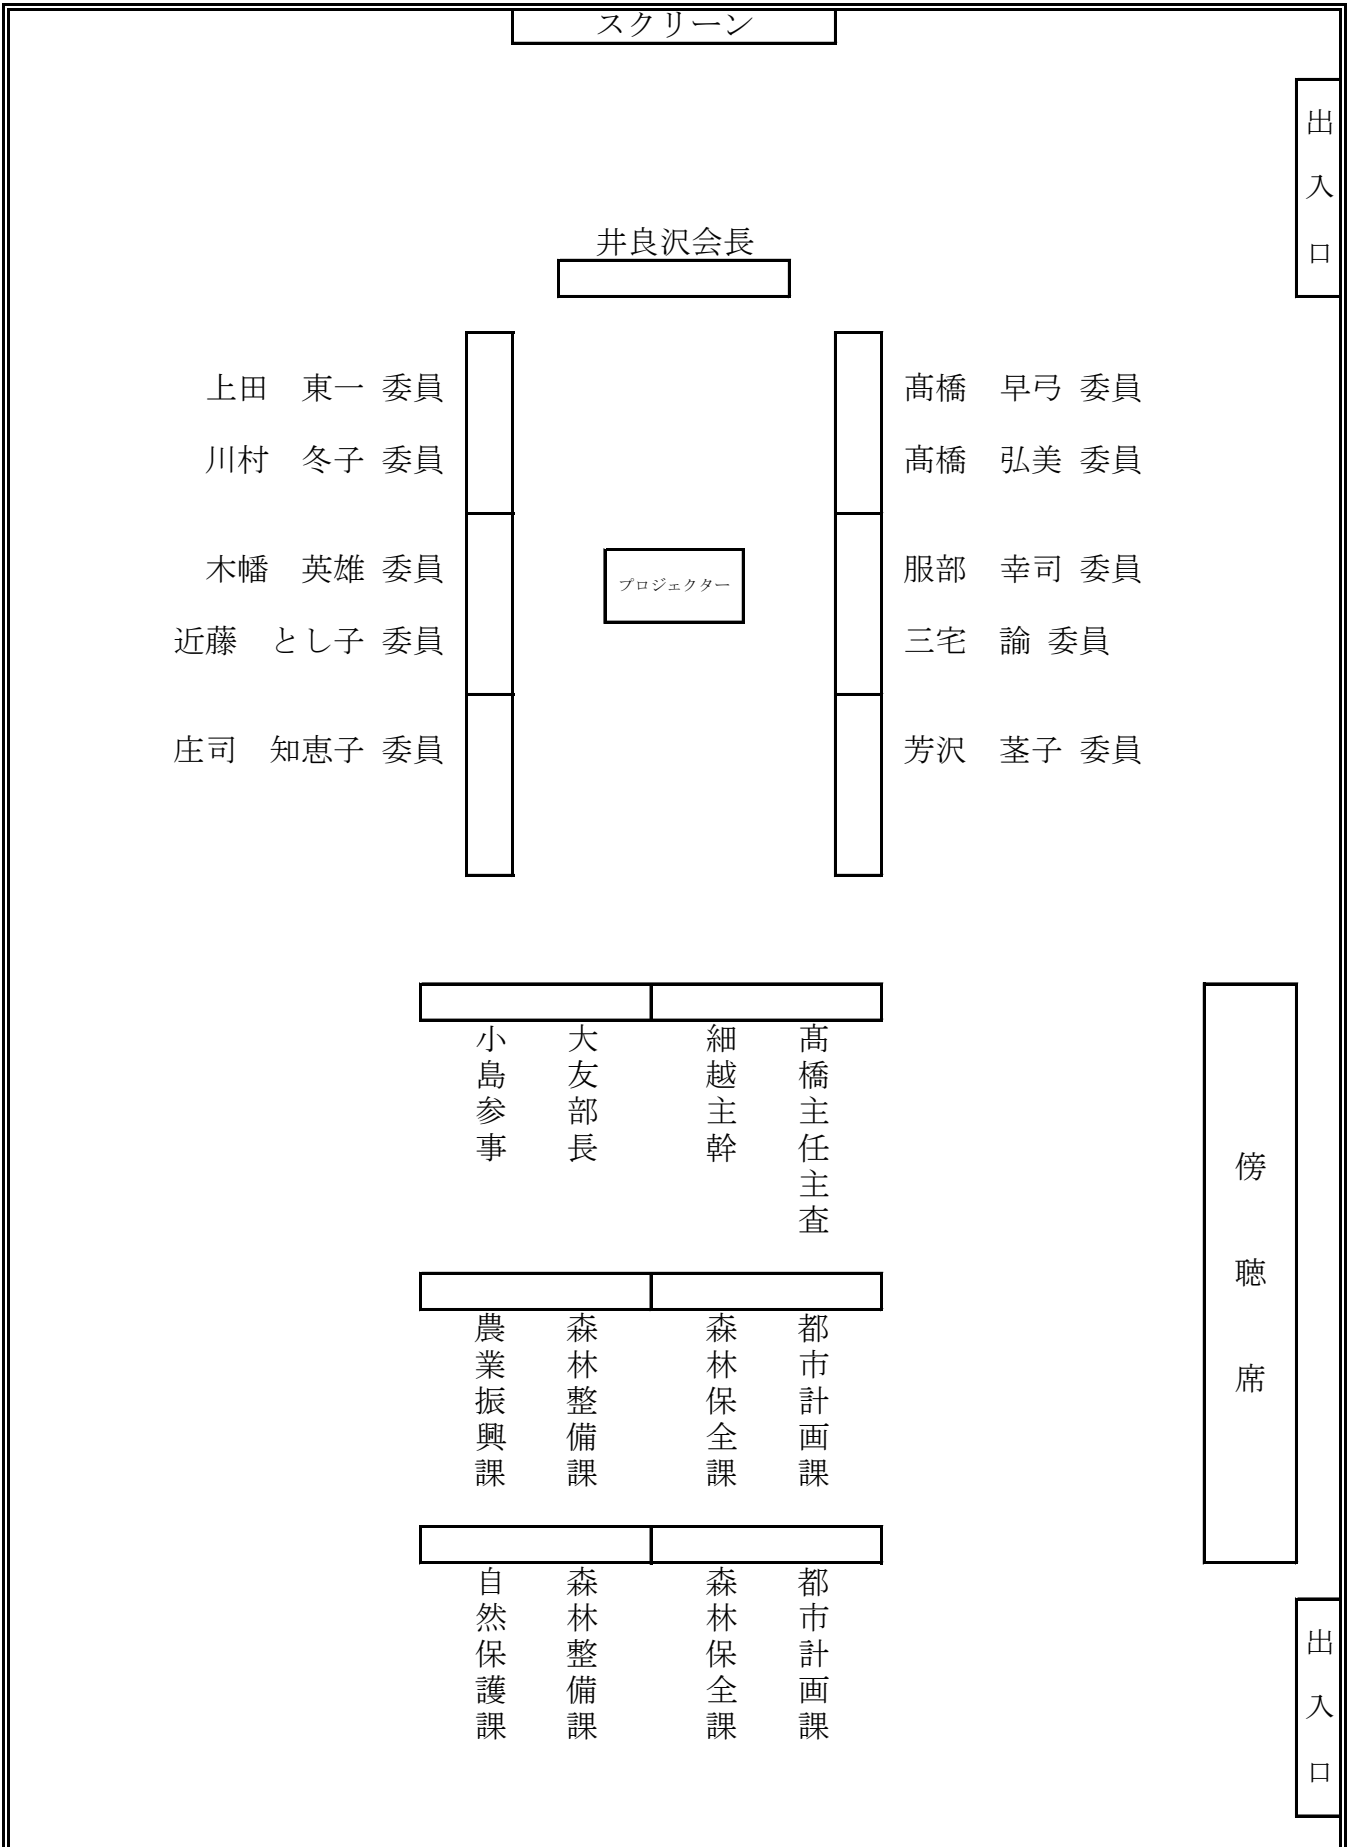 スクリーン
出入口
井良沢会長
上田　東一 委員
髙橋　早弓 委員
川村　冬子 委員
髙橋　弘美 委員
木幡　英雄 委員
服部　幸司 委員
プロジェクター
近藤　とし子 委員
三宅　諭 委員
庄司　知恵子 委員
芳沢　茎子 委員
小島参事
大友部長
細越主幹
髙橋主任主査
傍聴席
農業振興課
森林整備課
森林保全課
都市計画課
自然保護課
森林整備課
森林保全課
都市計画課
出入口